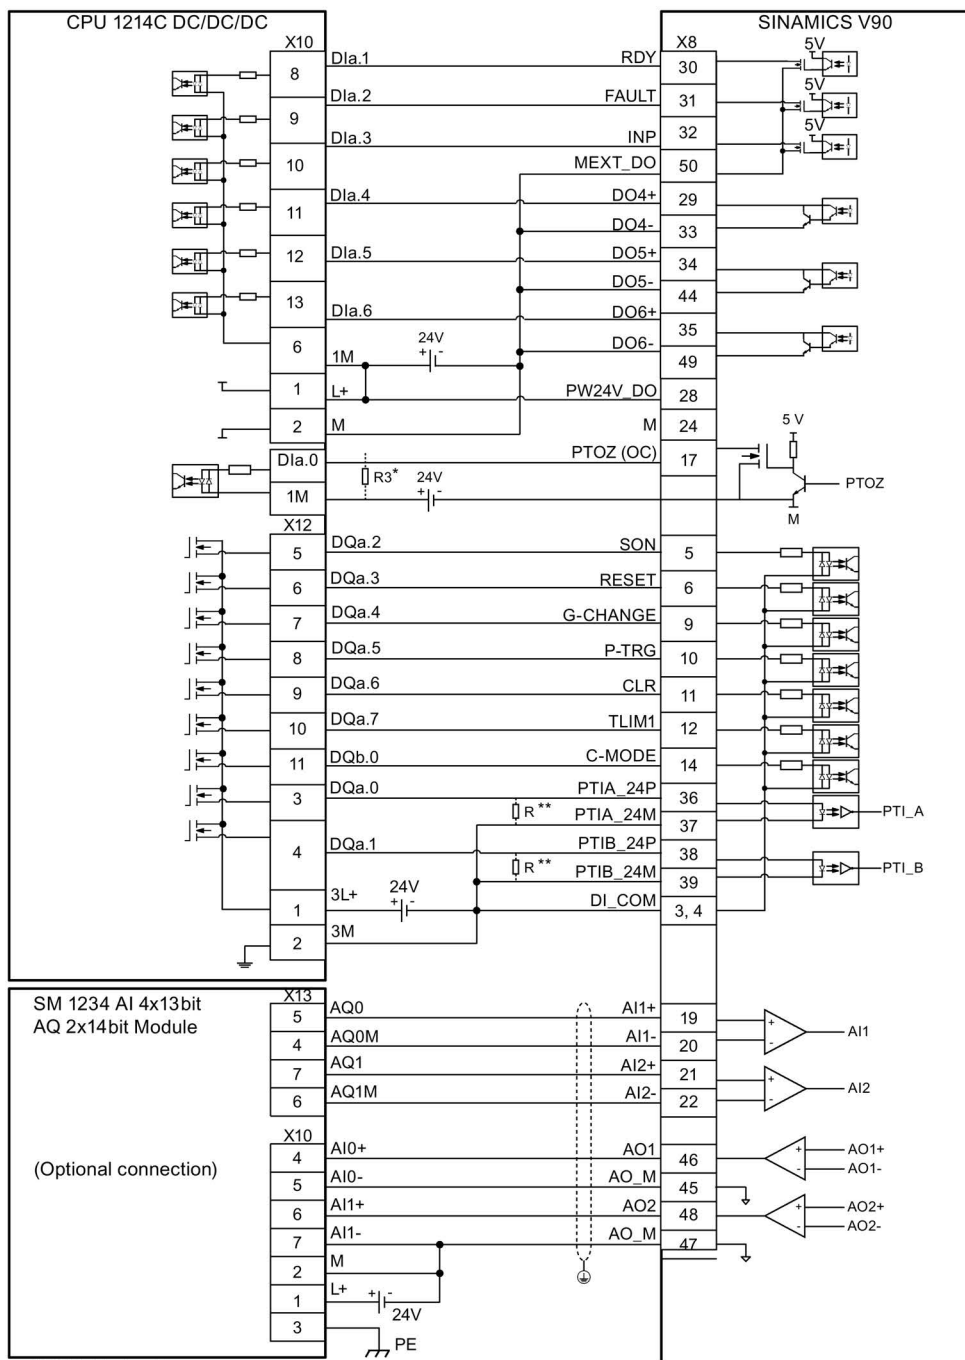 CPU 1214C DC/DC/DC
SINAMICS V90
X10
X8
5V
8 DIa.1 RDY 30
5V
9 DIa.2 FAULT 31
5V
10 DIa.3 INP 32
MEXT_DO 50
11 DIa.4 DO4+ 29
DO4- 33
12 DIa.5 DO5+ 34
DO5- 44
13 DIa.6 DO6+ 35
6 24V DO6- 49
+ -
1M
1 L+ PW24V_DO 28
2 M M 24
5 V
DIa.0 PTOZ (OC) 17
R3* 24V PTOZ
1M + -
M
X12
5 DQa.2 SON 5
6 DQa.3 RESET 6
7 DQa.4 G-CHANGE 9
8 DQa.5 P-TRG 10
9 DQa.6 CLR 11
10 DQa.7 TLIM1 12
11 DQb.0 C-MODE 14
3 DQa.0 PTIA_24P 36
R ** PTIA_24M 37 PTI_A
4 DQa.1 PTIB_24P 38
R ** PTIB_24M 39 PTI_B
24V
1 3L+ + - DI_COM 3, 4
2 3M
SM 1234 AI 4x13bit
AQ 2x14bit Module
X13
5 AQ0 AI1+ 19 +
4 AQ0M AI1- 20 - AI1
7 AQ1 AI2+ 21 +
6 AQ1M AI2- 22 - AI2
(Optional connection)
X10
4 AI0+ AO1 46 + AO1+
5 AI0- AO_M 45 - AO1-
6 AI1+ AO2 48 + AO2+
7 AI1- AO_M 47 - AO2-
2 M
1 L+ + - 24V
3 PE